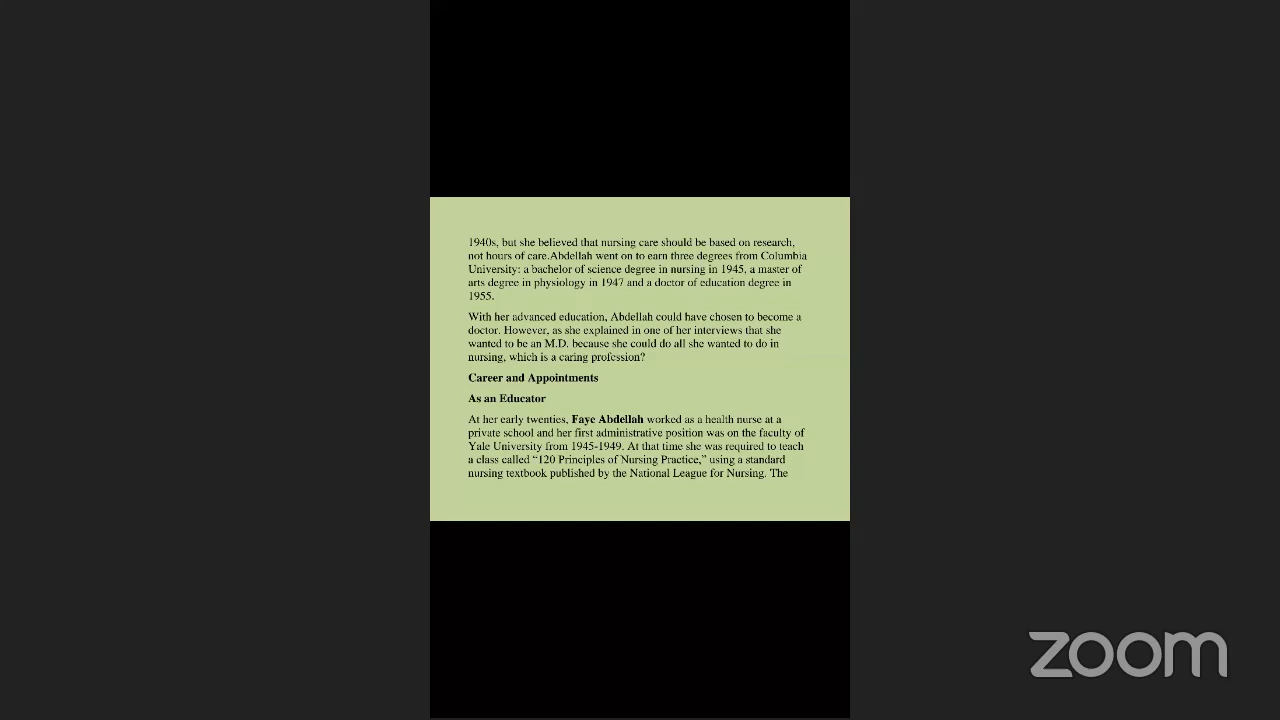 1940s, but she believed that nursing care should be based on research,
not hours of care.Abdellah went on to earn three degrees from Columbia
University: a bachelor of science degree in nursing in 1945, a master of
arts degree in physiology in 1947 and a doctor of education degree in
1955.
With her advanced education, Abdellah could have chosen to become a
doctor. However, as she explained in one of her interviews that she
wanted to be an M.D. because she could do all she wanted to do in
nursing, which is a caring profession?
Career and Appointments
As an Educator
At her early twenties, Faye Abdellah worked as a health nurse at a
private school and her first administrative position was on the faculty of
Yale University from 1945-1949. At that time she was required to teach
a class called “120 Principles of Nursing Practice,” using a standard
nursing textbook published by the National League for Nursing. The
zoom